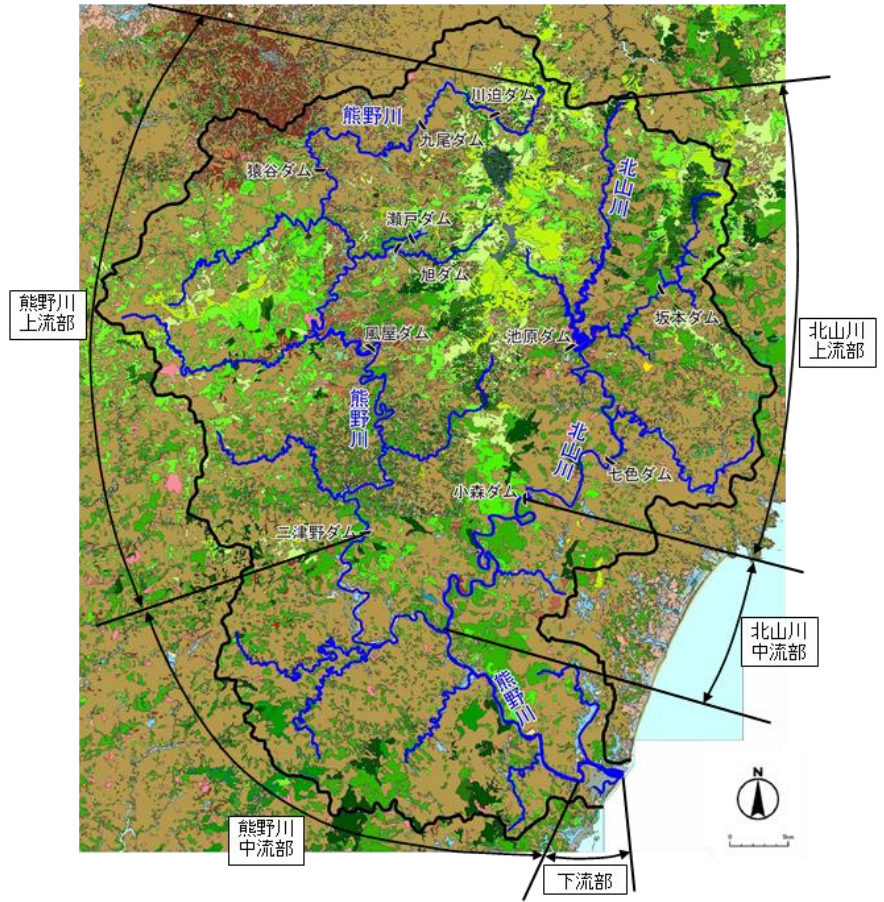 川迫ダム
熊野川
九尾ダム
猿谷ダム
北山川
瀬戸ダム
旭ダム
熊野川
上流部
坂本ダム
風屋ダム
池原ダム
北山川
上流部
熊野川
北山川
七色ダム
小森ダム
二津野ダム
北山川
中流部
熊野川
N
熊野川
中流部
0
5km
下流部